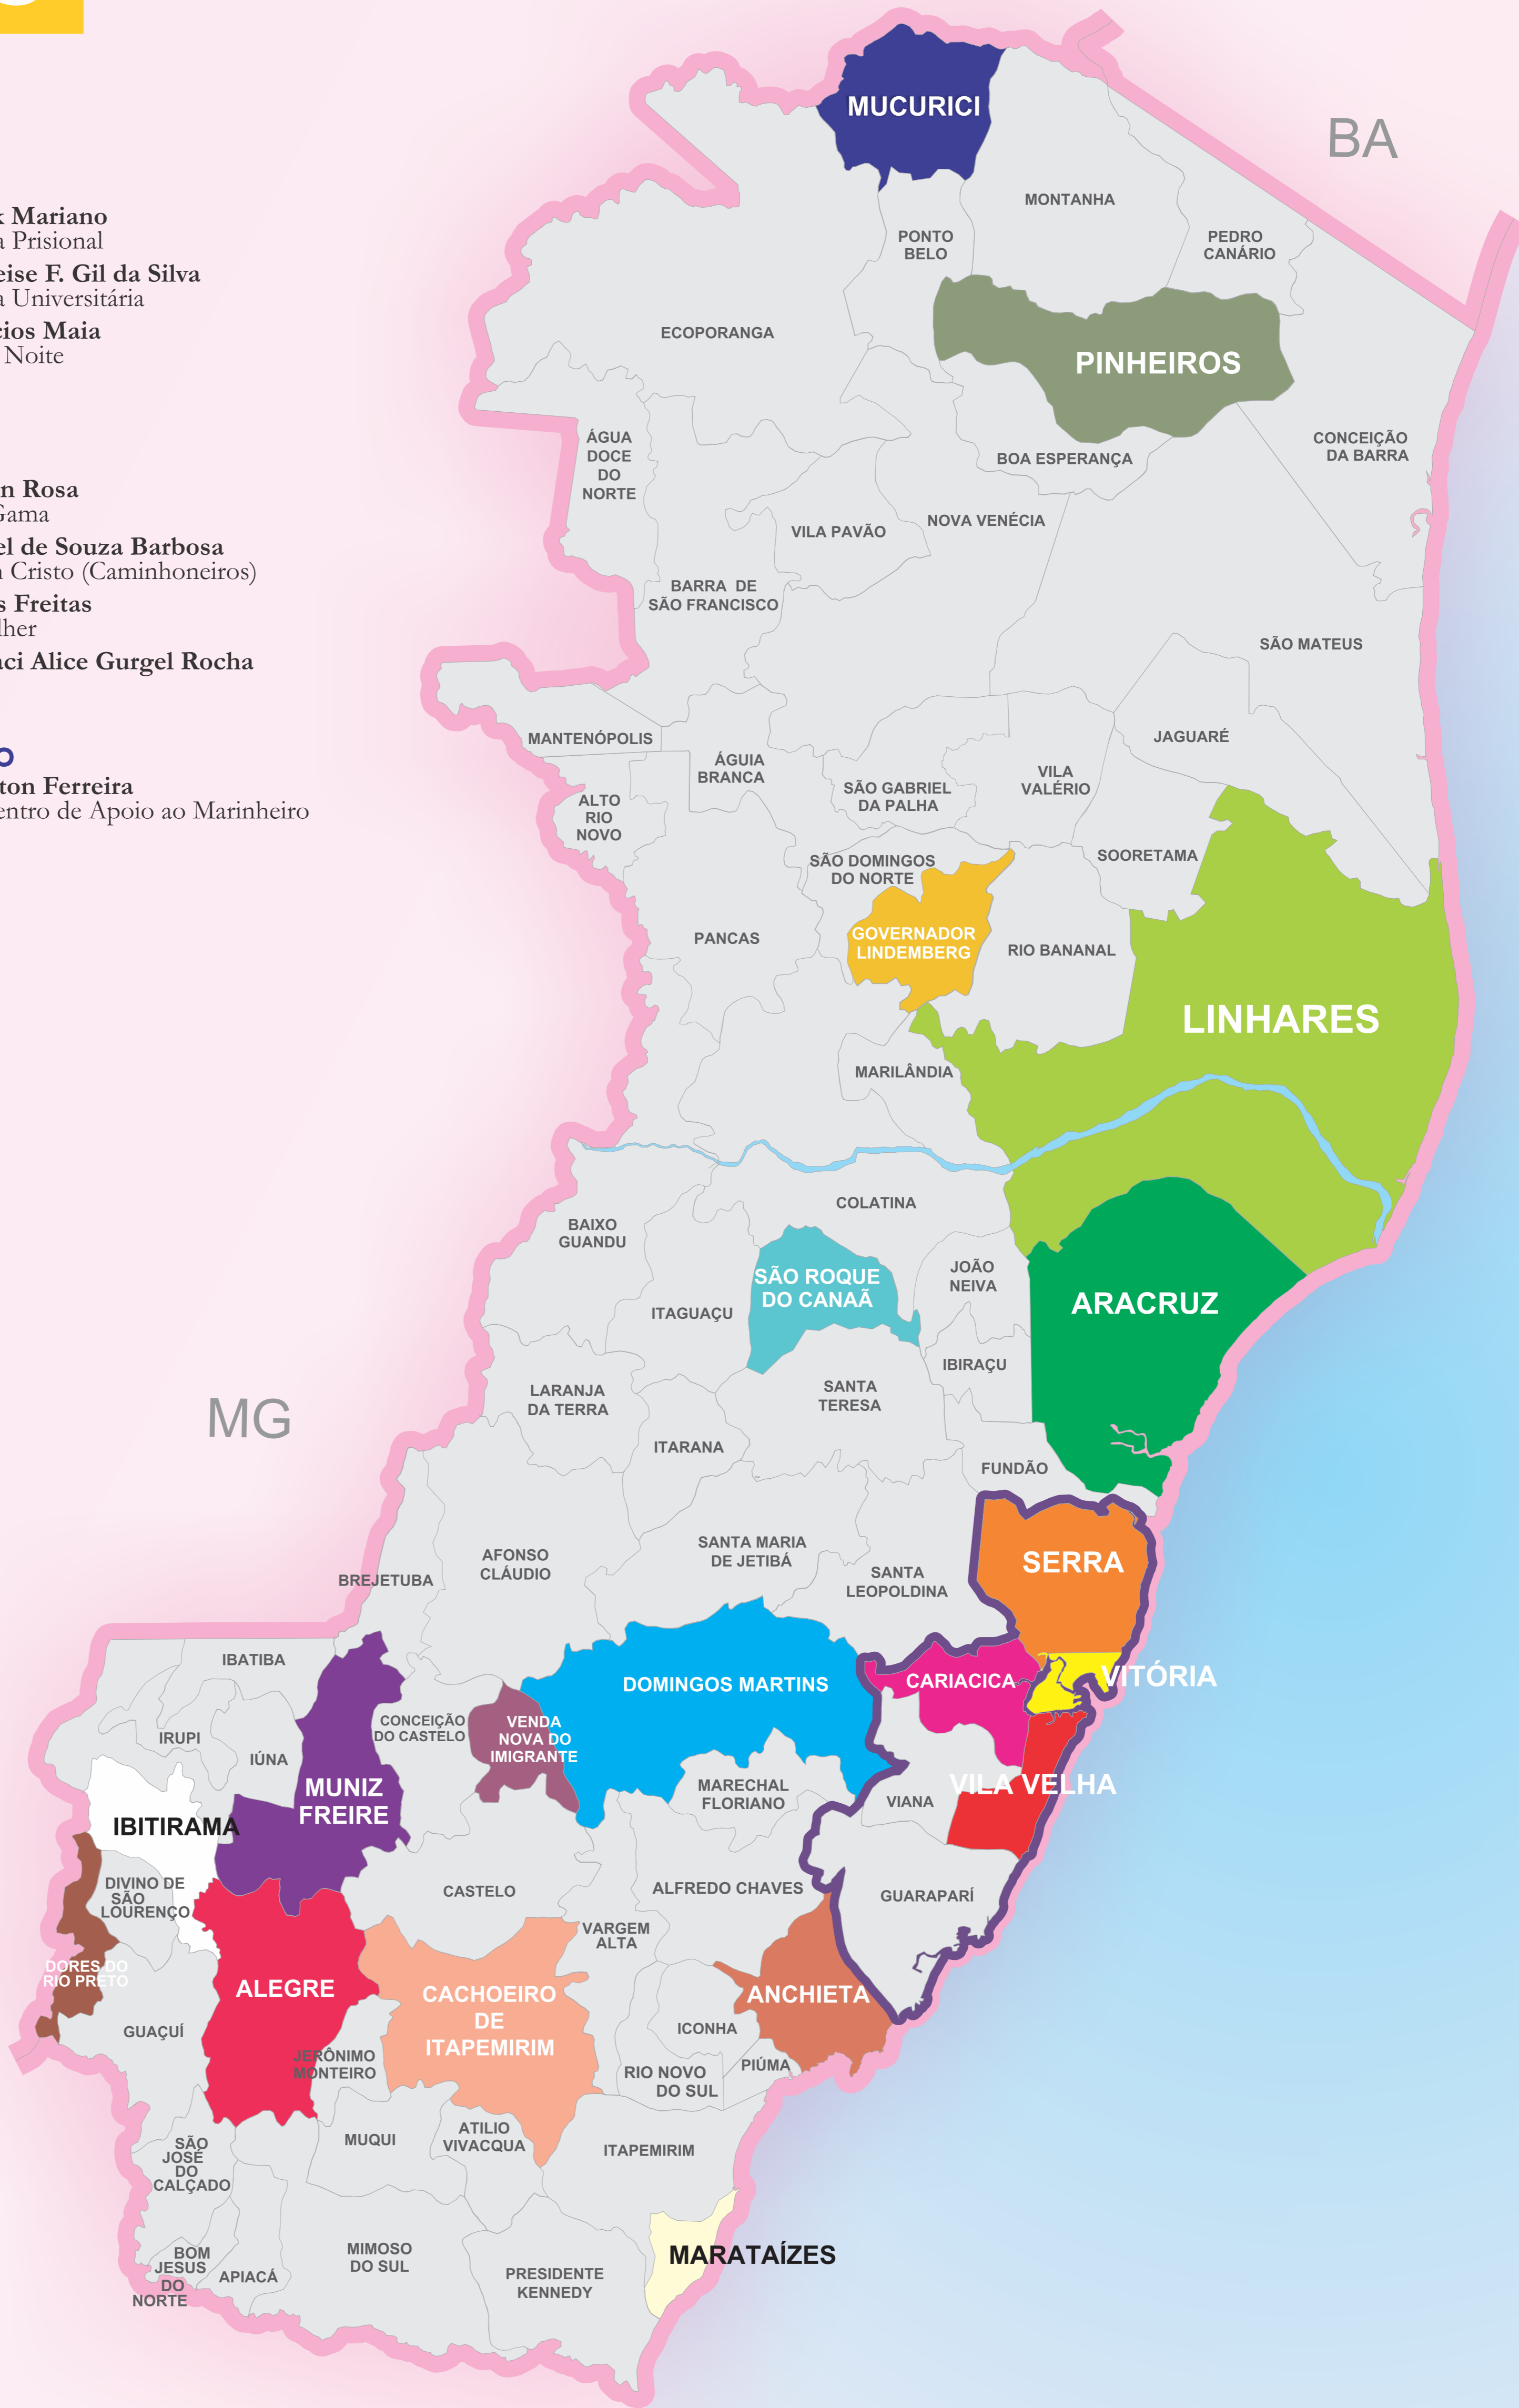 Mariano
a Prisional
eise F. Gil da Silva
a Universitária
cios Maia
Noite
n Rosa
Gama
el de Souza Barbosa
Cristo (Caminhoneiros)
s Freitas
lher
aci Alice Gurgel Rocha
o
ton Ferreira
entro de Apoio ao Marinheiro
BA
MG
MUCURICI
MONTANHA
PONTO
BELO
PEDRO
CANÁRIO
ECOPORANGA
PINHEIROS
ÁGUA
DOCE
DO
NORTE
BOA ESPERANÇA
CONCEIÇÃO
DA BARRA
VILA PAVÃO
NOVA VENÉCIA
BARRA DE
SÃO FRANCISCO
SÃO MATEUS
MANTENÓPOLIS
ÁGUIA
BRANCA
JAGUARÉ
SÃO GABRIEL
DA PALHA
VILA
VALÉRIO
ALTO
RIO
NOVO
SÃO DOMINGOS
DO NORTE
SOORETAMA
PANCAS
GOVERNADOR
LINDEMBERG
RIO BANANAL
LINHARES
MARILÂNDIA
COLATINA
BAIXO
GUANDU
SÃO ROQUE
DO CANAÃ
JOÃO
NEIVA
ITAGUAÇU
ARACRUZ
IBIRAÇU
LARANJA
DA TERRA
SANTA
TERESA
ITARANA
FUNDÃO
SANTA MARIA
DE JETIBÁ
AFONSO
CLÁUDIO
SERRA
BREJETUBA
SANTA
LEOPOLDINA
IBATIBA
DOMINGOS MARTINS
CARIACICA
VITÓRIA
IRUPI
IÚNA
CONCEIÇÃO
DO CASTELO
VENDA
NOVA DO
IMIGRANTE
MUNIZ
FREIRE
MARECHAL
FLORIANO
VILA VELHA
VIANA
IBITIRAMA
DIVINO DE
SÃO
LOURENÇO
CASTELO
ALFREDO CHAVES
GUARAPARÍ
VARGEM
ALTA
DORES DO
RIO PRETO
ALEGRE
CACHOEIRO
DE
ITAPEMIRIM
ANCHIETA
GUAÇUÍ
ICONHA
JERÔNIMO
MONTEIRO
RIO NOVO
DO SUL
PIÚMA
SÃO
JOSÉ
DO
CALÇADO
MUQUI
ATILIO
VIVACQUA
ITAPEMIRIM
BOM
JESUS
DO
NORTE
APIACÁ
MIMOSO
DO SUL
PRESIDENTE
KENNEDY
MARATAÍZES